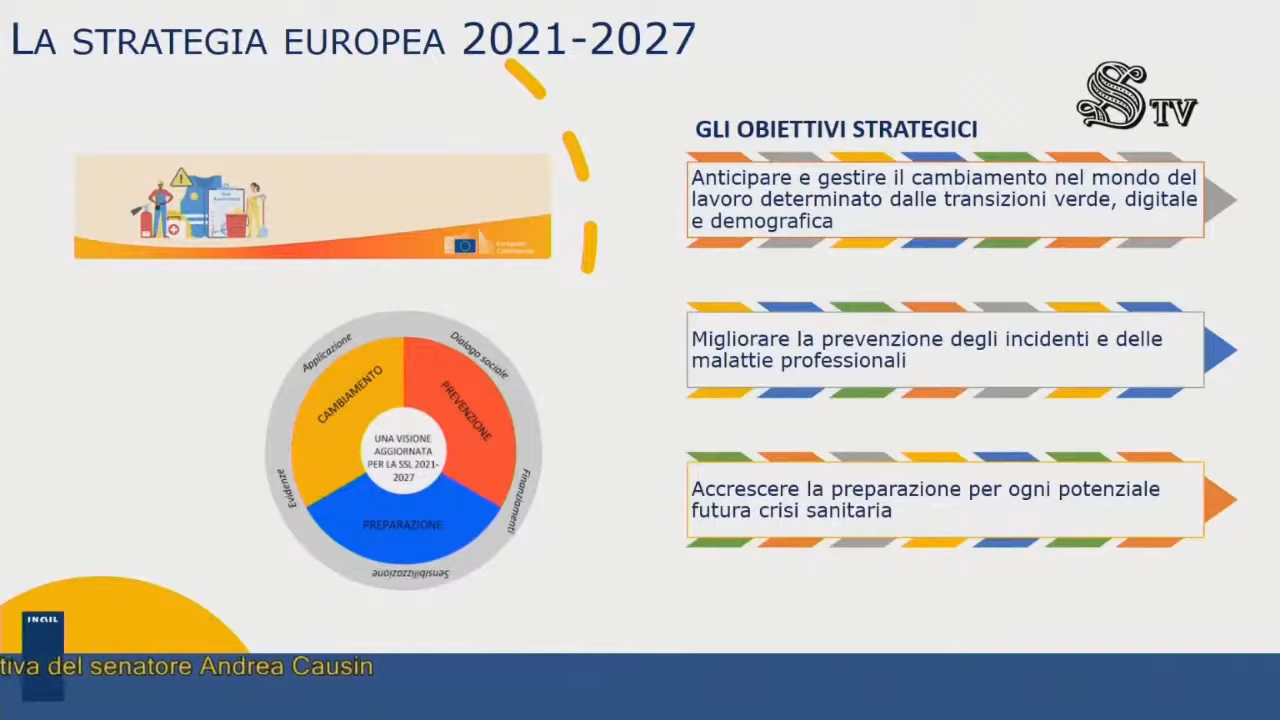 LA STRATEGIA EUROPEA 2021-2027
S TV
GLI OBIETTIVI STRATEGICI
Anticipare e gestire il cambiamento nel mondo del
lavoro determinato dalle transizioni verde, digitale
e demografica
European
Commission
Migliorare la prevenzione degli incidenti e delle
malattie professionali
Applicazione
Dialogo sociale
CAMBIAMENTO
PREVENZIONE
UNA VISIONE
AGGIORNATA
PER LA SSL 2021-
2027
Evidenze
Finanziamenti
PREPARAZIONE
Sensibilizzazione
Accrescere la preparazione per ogni potenziale
futura crisi sanitaria
INAIL
tiva del senatore Andrea Causin